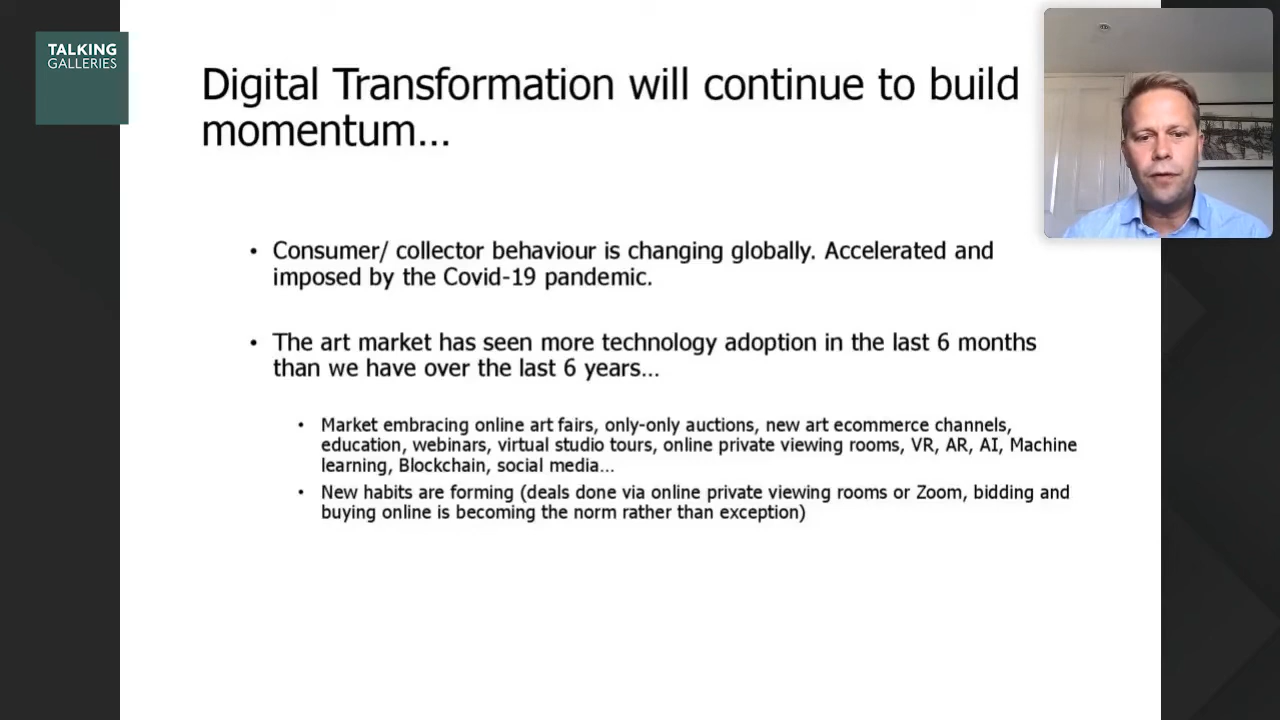 TALKING
GALLERIES
Digital Transformation will continue to build
momentum...
• Consumer/ collector behaviour is changing globally. Accelerated and
imposed by the Covid-19 pandemic.
• The art market has seen more technology adoption in the last 6 months
than we have over the last 6 years...
• Market embracing online art fairs, only-only auctions, new art ecommerce channels,
education, webinars, virtual studio tours, online private viewing rooms, VR, AR, AI, Machine
learning, Blockchain, social media...
• New habits are forming (deals done via online private viewing rooms or Zoom, bidding and
buying online is becoming the norm rather than exception)